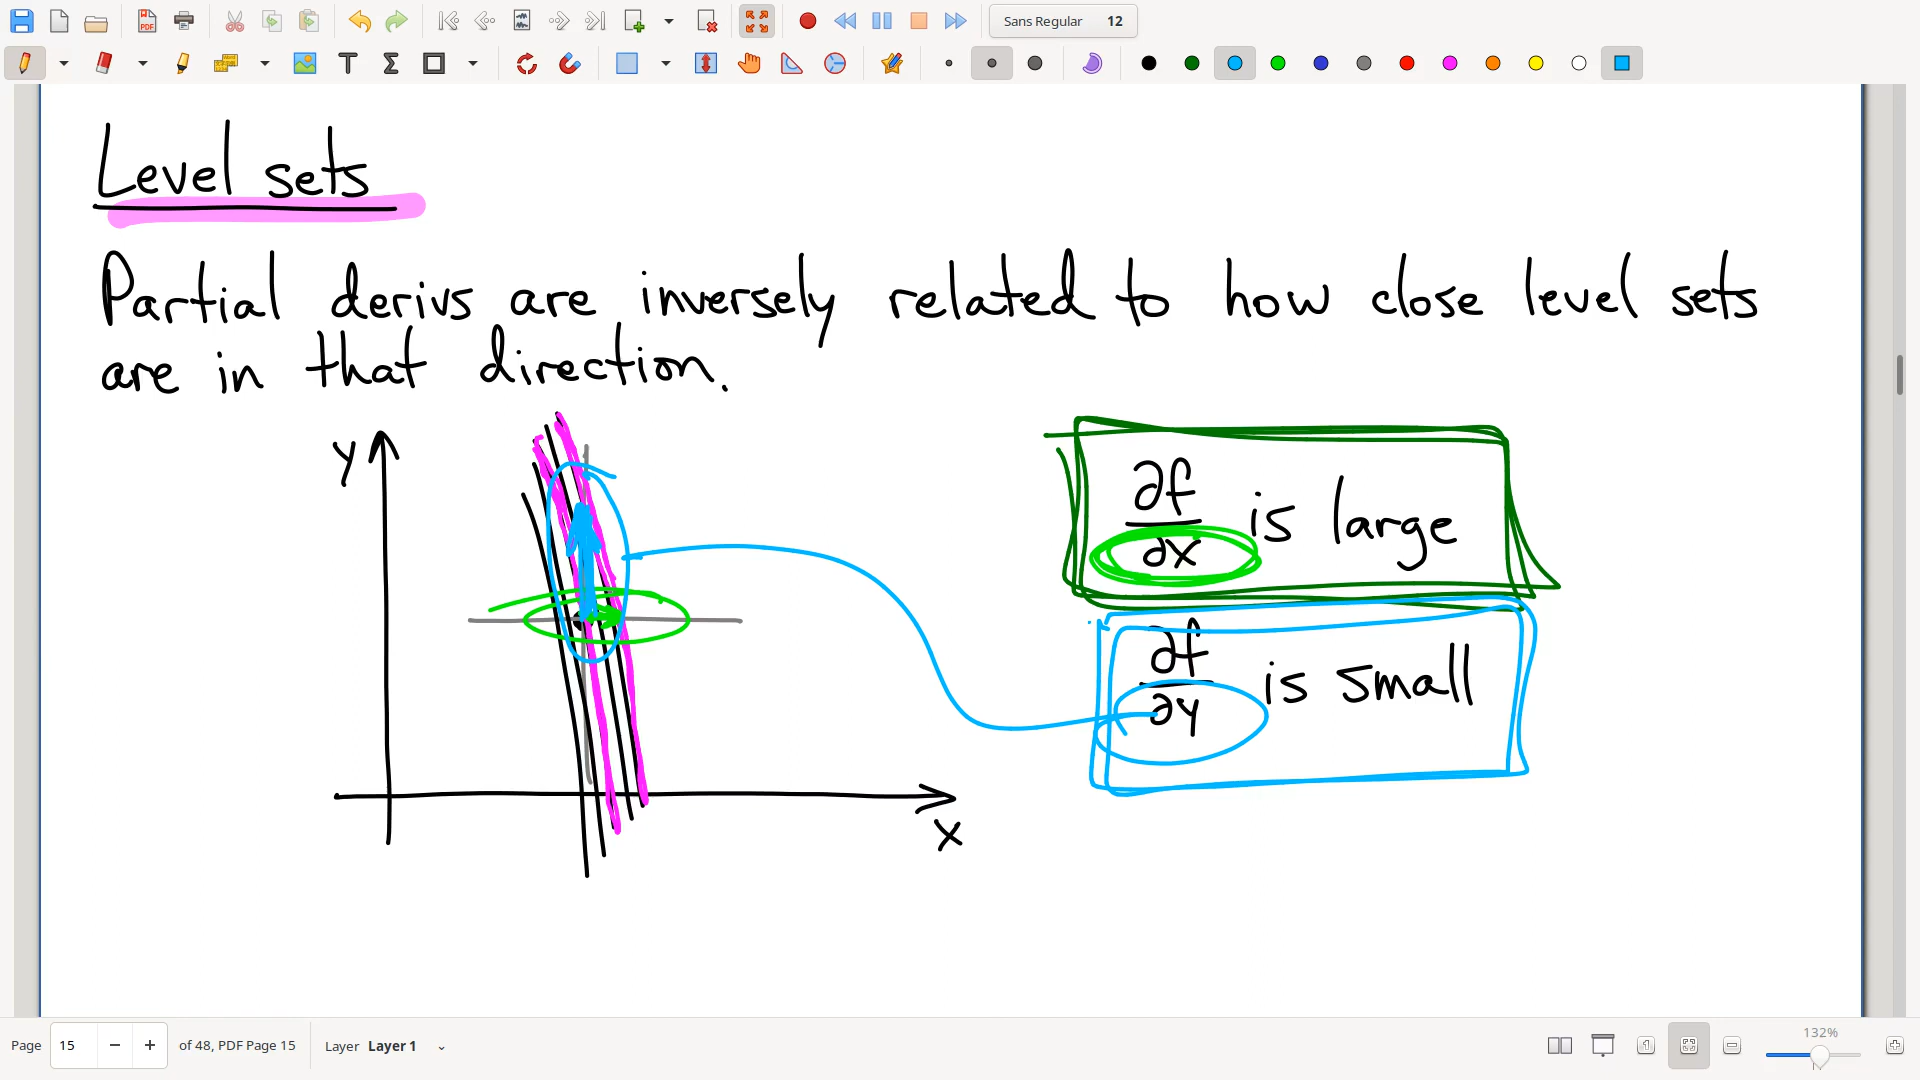 Sans Regular 12
Level sets
Partial derivs are inversely related to how close level sets
are in that direction.
y
x
∂f
∂x
is large
∂f
∂y
is small
Page 15 of 48, PDF Page 15 Layer Layer 1
132%